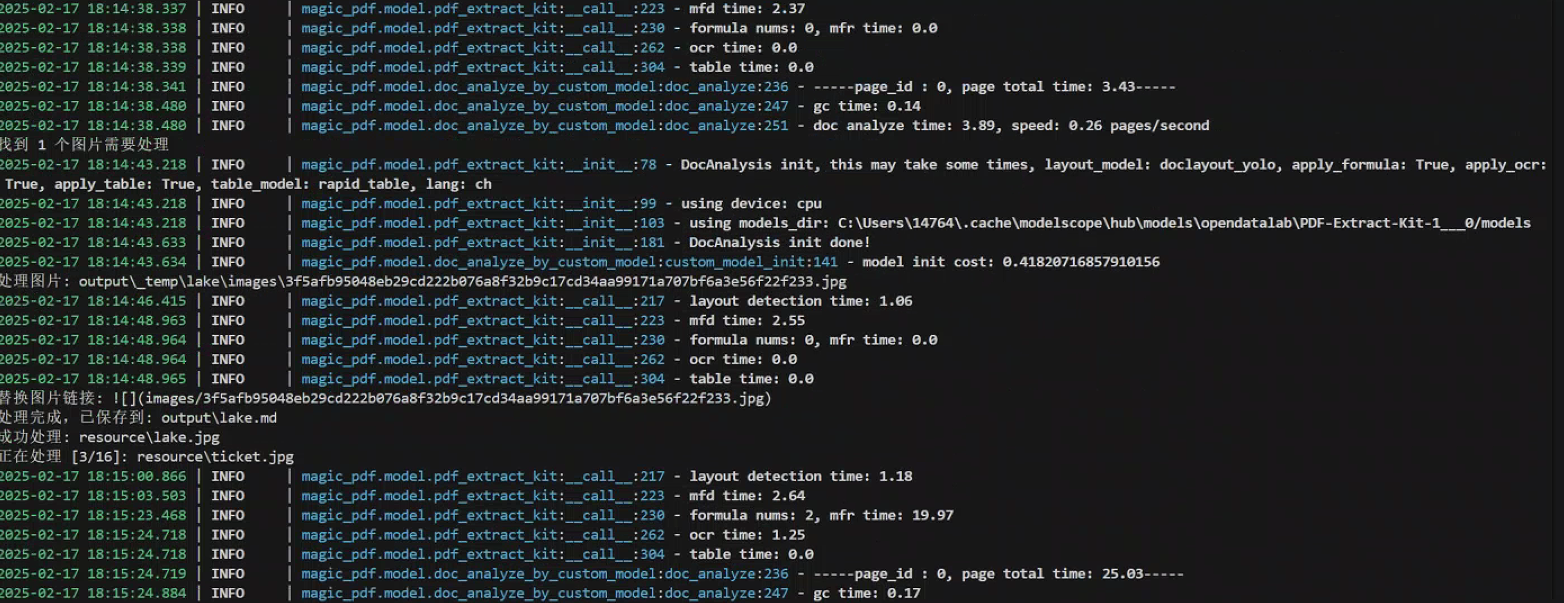 2025-02-17 18:14:38.337 | INFO     | magic_pdf.model.pdf_extract_kit:__call__:223 - mfd time: 2.37
2025-02-17 18:14:38.338 | INFO     | magic_pdf.model.pdf_extract_kit:__call__:230 - formula nums: 0, mfr time: 0.0
2025-02-17 18:14:38.338 | INFO     | magic_pdf.model.pdf_extract_kit:__call__:262 - ocr time: 0.0
2025-02-17 18:14:38.339 | INFO     | magic_pdf.model.pdf_extract_kit:__call__:304 - table time: 0.0
2025-02-17 18:14:38.341 | INFO     | magic_pdf.model.doc_analyze_by_custom_model:doc_analyze:236 - -----page_id : 0, page total time: 3.43-----
2025-02-17 18:14:38.480 | INFO     | magic_pdf.model.doc_analyze_by_custom_model:doc_analyze:247 - gc time: 0.14
2025-02-17 18:14:38.480 | INFO     | magic_pdf.model.doc_analyze_by_custom_model:doc_analyze:251 - doc analyze time: 3.89, speed: 0.26 pages/second
找到 1 个图片需要处理
2025-02-17 18:14:43.218 | INFO     | magic_pdf.model.pdf_extract_kit:__init__:78 - DocAnalysis init, this may take some times, layout_model: doclayout_yolo, apply_formula: True, apply_ocr:
True, apply_table: True, table_model: rapid_table, lang: ch
2025-02-17 18:14:43.218 | INFO     | magic_pdf.model.pdf_extract_kit:__init__:99 - using device: cpu
2025-02-17 18:14:43.218 | INFO     | magic_pdf.model.pdf_extract_kit:__init__:103 - using models_dir: C:\Users\14764\.cache\modelscope\hub\models\opendatalab\PDF-Extract-Kit-1___0/models
2025-02-17 18:14:43.633 | INFO     | magic_pdf.model.pdf_extract_kit:__init__:181 - DocAnalysis init done!
2025-02-17 18:14:43.634 | INFO     | magic_pdf.model.doc_analyze_by_custom_model:custom_model_init:141 - model init cost: 0.41820716857910156
处理图片: output\_temp\lake\images\3f5afb95048eb29cd222b076a8f32b9c17cd34aa99171a707bf6a3e56f22f233.jpg
2025-02-17 18:14:46.415 | INFO     | magic_pdf.model.pdf_extract_kit:__call__:217 - layout detection time: 1.06
2025-02-17 18:14:48.963 | INFO     | magic_pdf.model.pdf_extract_kit:__call__:223 - mfd time: 2.55
2025-02-17 18:14:48.964 | INFO     | magic_pdf.model.pdf_extract_kit:__call__:230 - formula nums: 0, mfr time: 0.0
2025-02-17 18:14:48.964 | INFO     | magic_pdf.model.pdf_extract_kit:__call__:262 - ocr time: 0.0
2025-02-17 18:14:48.965 | INFO     | magic_pdf.model.pdf_extract_kit:__call__:304 - table time: 0.0
替换图片链接: ![](images/3f5afb95048eb29cd222b076a8f32b9c17cd34aa99171a707bf6a3e56f22f233.jpg)
处理完成，已保存到: output\lake.md
成功处理: resource\lake.jpg
正在处理 [3/16]: resource\ticket.jpg
2025-02-17 18:15:00.866 | INFO     | magic_pdf.model.pdf_extract_kit:__call__:217 - layout detection time: 1.18
2025-02-17 18:15:03.503 | INFO     | magic_pdf.model.pdf_extract_kit:__call__:223 - mfd time: 2.64
2025-02-17 18:15:23.468 | INFO     | magic_pdf.model.pdf_extract_kit:__call__:230 - formula nums: 2, mfr time: 19.97
2025-02-17 18:15:24.718 | INFO     | magic_pdf.model.pdf_extract_kit:__call__:262 - ocr time: 1.25
2025-02-17 18:15:24.718 | INFO     | magic_pdf.model.pdf_extract_kit:__call__:304 - table time: 0.0
2025-02-17 18:15:24.719 | INFO     | magic_pdf.model.doc_analyze_by_custom_model:doc_analyze:236 - -----page_id : 0, page total time: 25.03-----
2025-02-17 18:15:24.884 | INFO     | magic_pdf.model.doc_analyze_by_custom_model:doc_analyze:247 - gc time: 0.17